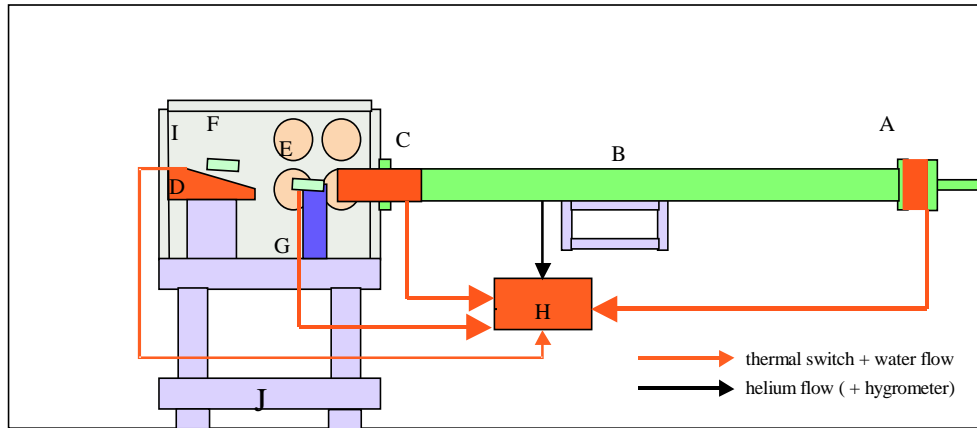 A
C
B
F
I
E
D
G
H
thermal switch + water flow
helium flow ( + hygrometer)
J